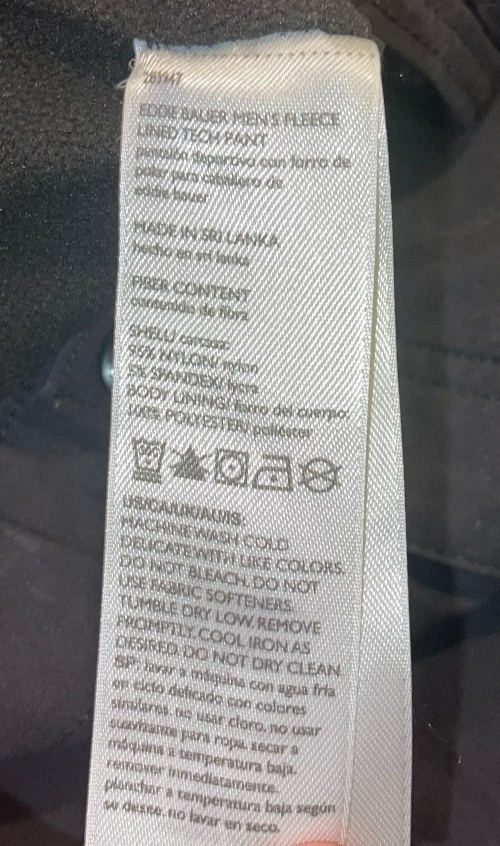 EDDIE BAUER MEN'S FLEECE
LINED TECH PANT
pantalón deportivo con forro de
polar para caballero de
eddie bauer
MADE IN SRI LANKA
hecho en sri lanka
FIBER CONTENT
contenido de fibra
SHELL/ carcasa:
95% NYLON/ nylon
5% SPANDEX/ lycra
BODY LINING/ forro del cuerpo:
100% POLYESTER/ poliéster
US/CA/UK/AU/IS:
MACHINE WASH COLD
DELICATE WITH LIKE COLORS.
DO NOT BLEACH. DO NOT
USE FABRIC SOFTENERS.
TUMBLE DRY LOW. REMOVE
PROMPTLY. COOL IRON AS
DESIRED. DO NOT DRY CLEAN
SP: lavar a máquina con agua fría
en ciclo delicado con colores
similares. no usar cloro. no usar
suavizante para ropa. secar a
máquina a temperatura baja.
remover inmediatamente.
planchar a temperatura baja según
se desee. no lavar en seco.